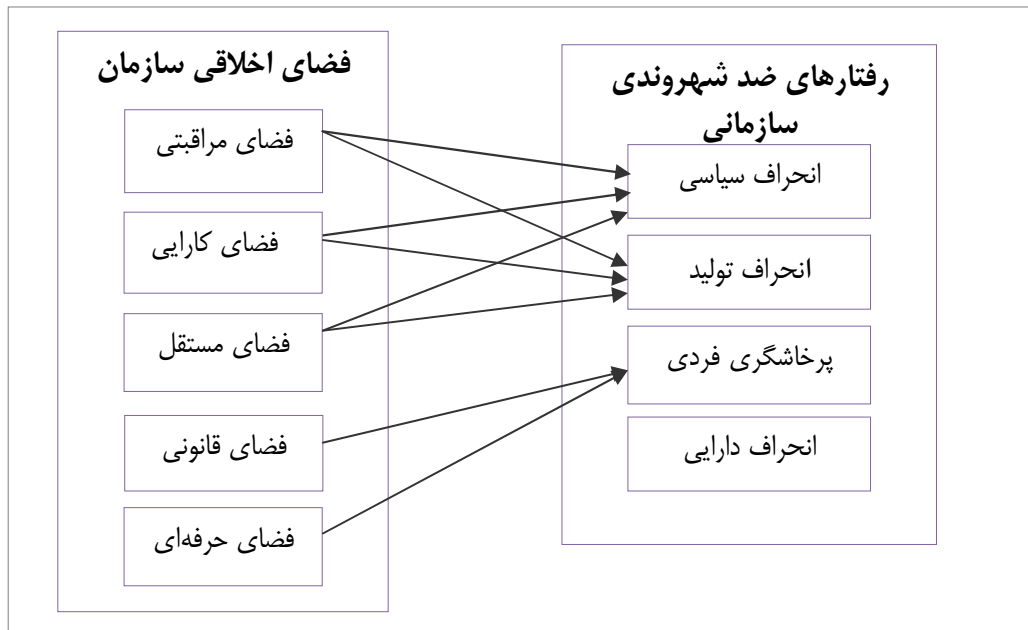 رفتارهای ضد شهروندی
سازمانی
انحراف سیاسی
انحراف تولید
پرخاشگری فردی
انحراف دارایی
فضای اخلاقی سازمان
فضای مراقبتی
فضای کارایی
فضای مستقل
فضای قانونی
فضای حرفه‌ای